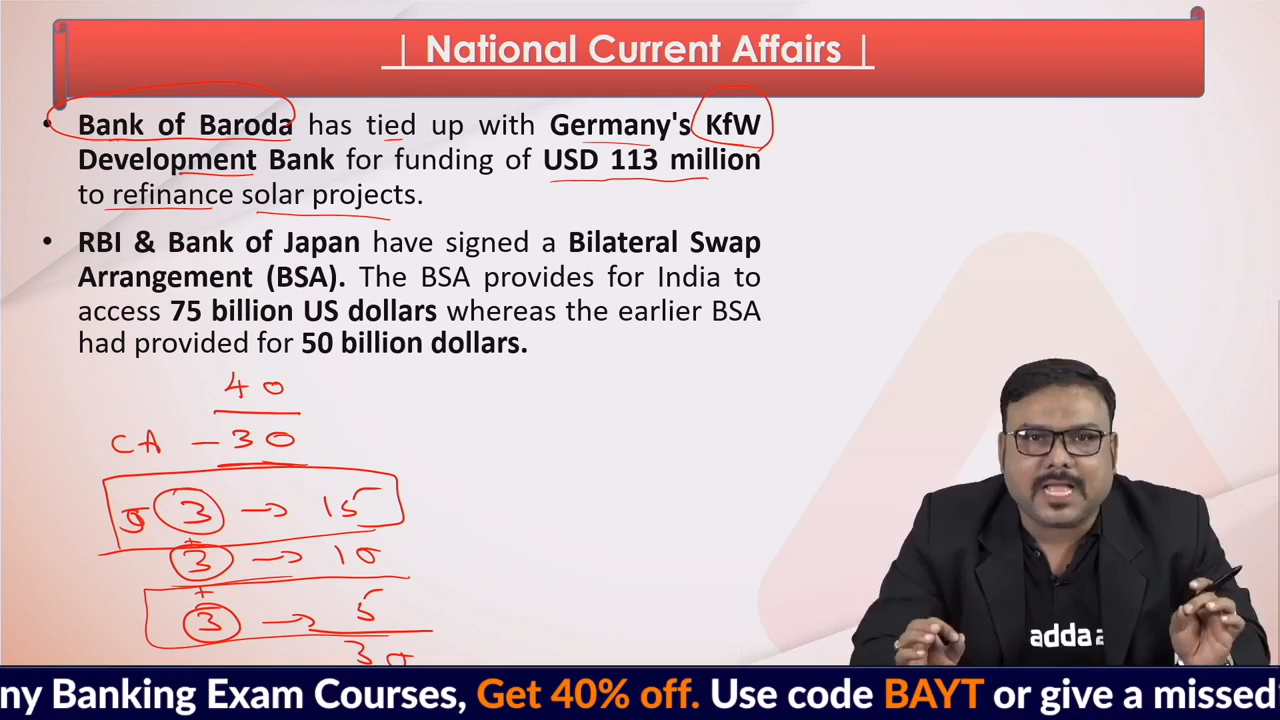 | National Current Affairs |
• Bank of Baroda has tied up with Germany's KfW
Development Bank for funding of USD 113 million
to refinance solar projects.
• RBI & Bank of Japan have signed a Bilateral Swap
Arrangement (BSA). The BSA provides for India to
access 75 billion US dollars whereas the earlier BSA
had provided for 50 billion dollars.
40
CA - 30
3 → 15
+
3 → 10
+
3 → 5
30
adda
ny Banking Exam Courses, Get 40% off. Use code BAYT or give a missed